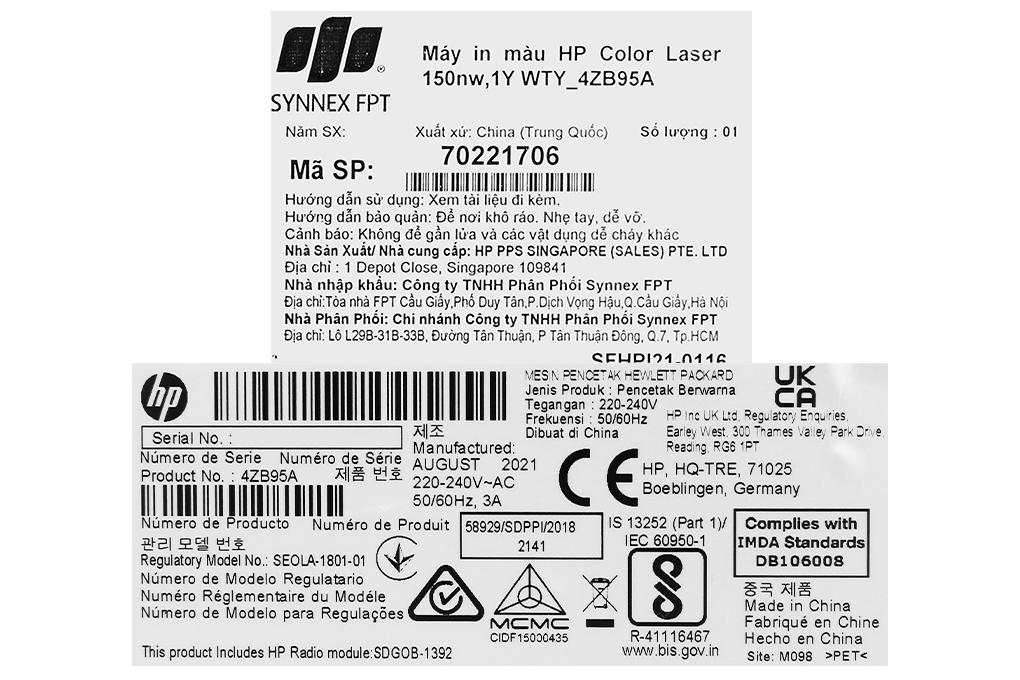 SYNNEX FPT
Máy in màu HP Color Laser
150nw,1Y WTY_4ZB95A
Năm SX: Xuất xứ: China (Trung Quốc) Số lượng : 01
Mã SP: 70221706
Hướng dẫn sử dụng: Xem tài liệu đi kèm.
Hướng dẫn bảo quản: Để nơi khô ráo. Nhẹ tay, dễ vỡ.
Cảnh báo: Không để gần lửa và các vật dụng dễ cháy khác
Nhà Sản Xuất/ Nhà cung cấp: HP PPS SINGAPORE (SALES) PTE. LTD
Địa chỉ : 1 Depot Close, Singapore 109841
Nhà nhập khẩu: Công ty TNHH Phân Phối Synnex FPT
Địa chỉ:Tòa nhà FPT Cầu Giấy,Phố Duy Tân,P.Dịch Vọng Hậu,Q.Cầu Giấy,Hà Nội
Nhà Phân Phối: Chi nhánh Công ty TNHH Phân Phối Synnex FPT
Địa chỉ: Lô L29B-31B-33B, Đường Tân Thuận, P Tân Thuận Đông, Q.7, Tp.HCM
SEHPI21-0116
hp
Serial No. :
Número de Serie Numéro de Série
Product No. : 4ZB95A 제품 번호
Número de Producto Numéro de Produit
관리 모델 번호
Regulatory Model No.: SEOLA-1801-01
Número de Modelo Regulatario
Numéro Réglementaire du Modéle
Número de Modelo para Regulações
This product Includes HP Radio module:SDGOB-1392
제조
Manufactured:
AUGUST 2021
220-240V~AC
50/60Hz, 3A
58929/SDPPI/2018
2141
MCMC
CIDF15000435
MESIN PENCETAK HEWLETT PACKARD
Jenis Produk : Pencetak Berwarna
Tegangan : 220-240V
Frekuensi : 50/60Hz
Dibuat di China
UK
CA
HP Inc UK Ltd, Regulatory Enquiries,
Earley West, 300 Thames Valley Park Drive,
Reading, RG6 1PT
CE
HP, HQ-TRE, 71025
Boeblingen, Germany
IS 13252 (Part 1)/
IEC 60950-1
R-41116467
www.bis.gov.in
Complies with
IMDA Standards
DB106008
중국 제품
Made in China
Fabriqué en Chine
Hecho en China
Site: M098 >PET<